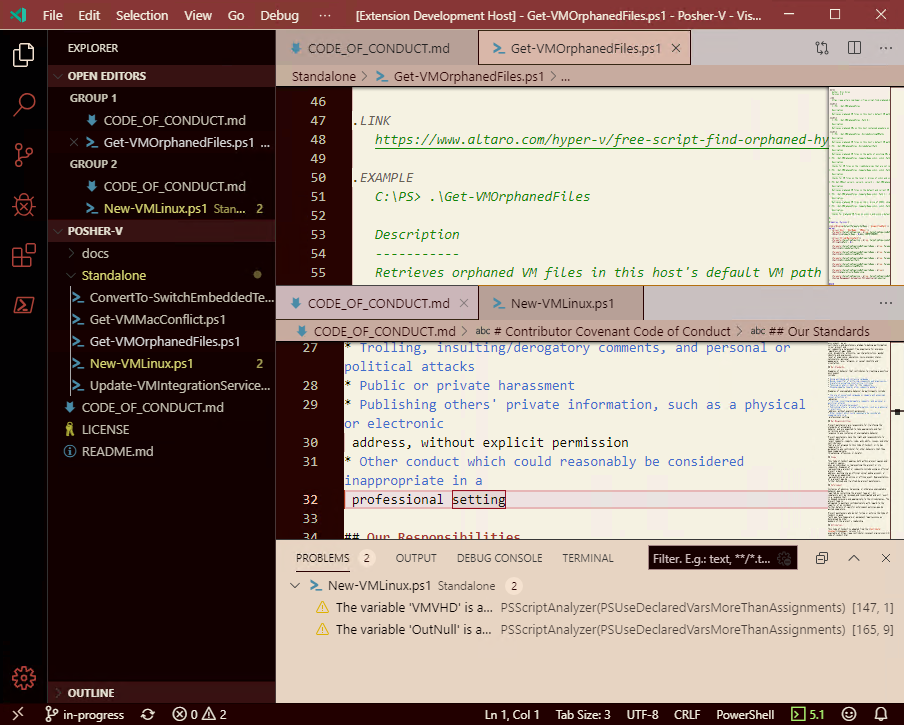 File Edit Selection View Go Debug ··· [Extension Development Host] - Get-VMOrphanedFiles.ps1 - Posher-V - Vis...
EXPLORER
OPEN EDITORS
GROUP 1
CODE_OF_CONDUCT.md
Get-VMOrphanedFiles.ps1 ...
GROUP 2
CODE_OF_CONDUCT.md
New-VMLinux.ps1 Stan... 2
POSHER-V
docs
Standalone
ConvertTo-SwitchEmbeddedTe...
Get-VMMacConflict.ps1
Get-VMOrphanedFiles.ps1
New-VMLinux.ps1 2
Update-VMIntegrationService...
CODE_OF_CONDUCT.md
LICENSE
README.md
OUTLINE
CODE_OF_CONDUCT.md Get-VMOrphanedFiles.ps1
Standalone > Get-VMOrphanedFiles.ps1 > ...
46
47 .LINK
48 https://www.altaro.com/hyper-v/free-script-find-orphaned-hy
49
50 .EXAMPLE
51 C:\PS> .\Get-VMOrphanedFiles
52
53 Description
54 -----------
55 Retrieves orphaned VM files in this host's default VM path
CODE_OF_CONDUCT.md New-VMLinux.ps1
CODE_OF_CONDUCT.md > abc # Contributor Covenant Code of Conduct > abc ## Our Standards
27 * Trolling, insulting/derogatory comments, and personal or
political attacks
28 * Public or private harassment
29 * Publishing others' private information, such as a physical
or electronic
30 address, without explicit permission
31 * Other conduct which could reasonably be considered
inappropriate in a
32 professional setting
33
34 ## Our Responsibilities
PROBLEMS 2 OUTPUT DEBUG CONSOLE TERMINAL Filter. E.g.: text, **/*.t...
New-VMLinux.ps1 Standalone 2
The variable 'VMVHD' is a... PSScriptAnalyzer(PSUseDeclaredVarsMoreThanAssignments) [147, 1]
The variable 'OutNull' is a... PSScriptAnalyzer(PSUseDeclaredVarsMoreThanAssignments) [165, 9]
in-progress 0 2 Ln 1, Col 1 Tab Size: 3 UTF-8 CRLF PowerShell 5.1